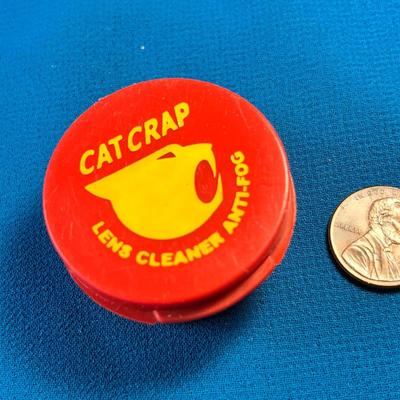 CAT CRAP
LENS CLEANER ANTI-FOG